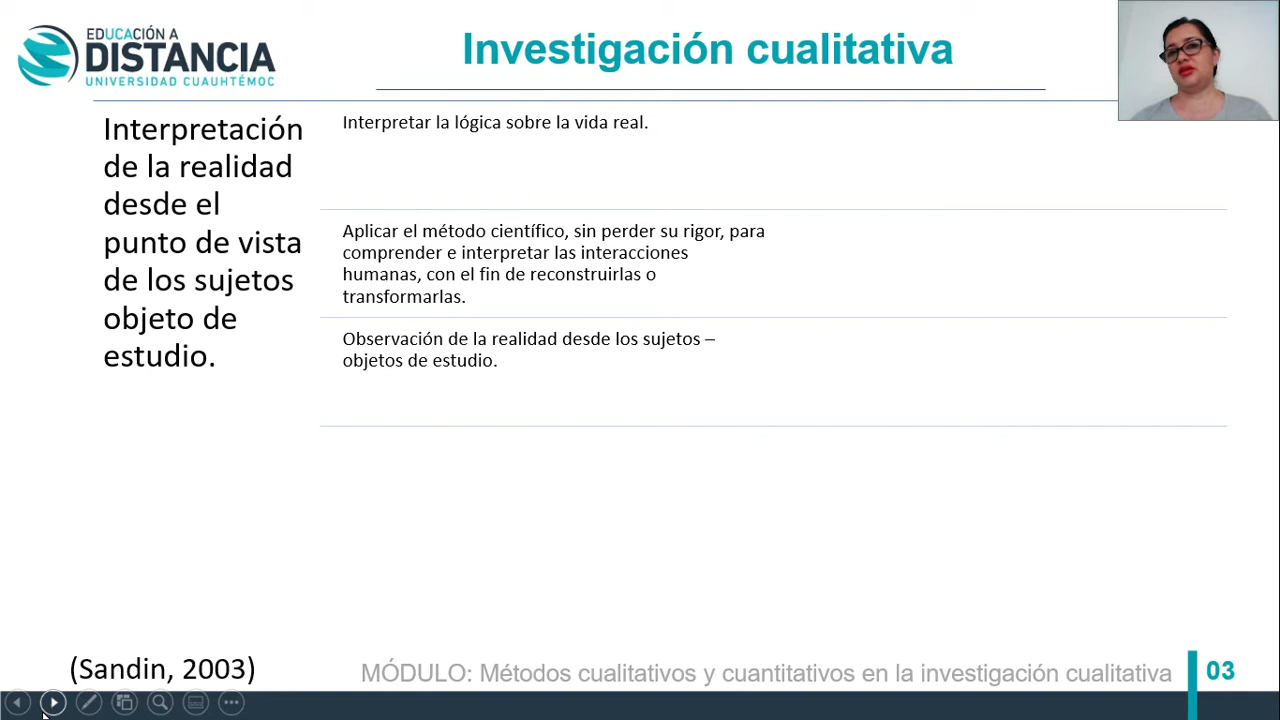 EDUCACIÓN A
DISTANCIA
UNIVERSIDAD CUAUHTÉMOC
Investigación cualitativa
Interpretación
de la realidad
desde el
punto de vista
de los sujetos
objeto de
estudio.
Interpretar la lógica sobre la vida real.
Aplicar el método científico, sin perder su rigor, para
comprender e interpretar las interacciones
humanas, con el fin de reconstruirlas o
transformarlas.
Observación de la realidad desde los sujetos –
objetos de estudio.
(Sandin, 2003)
MÓDULO: Métodos cualitativos y cuantitativos en la investigación cualitativa
03